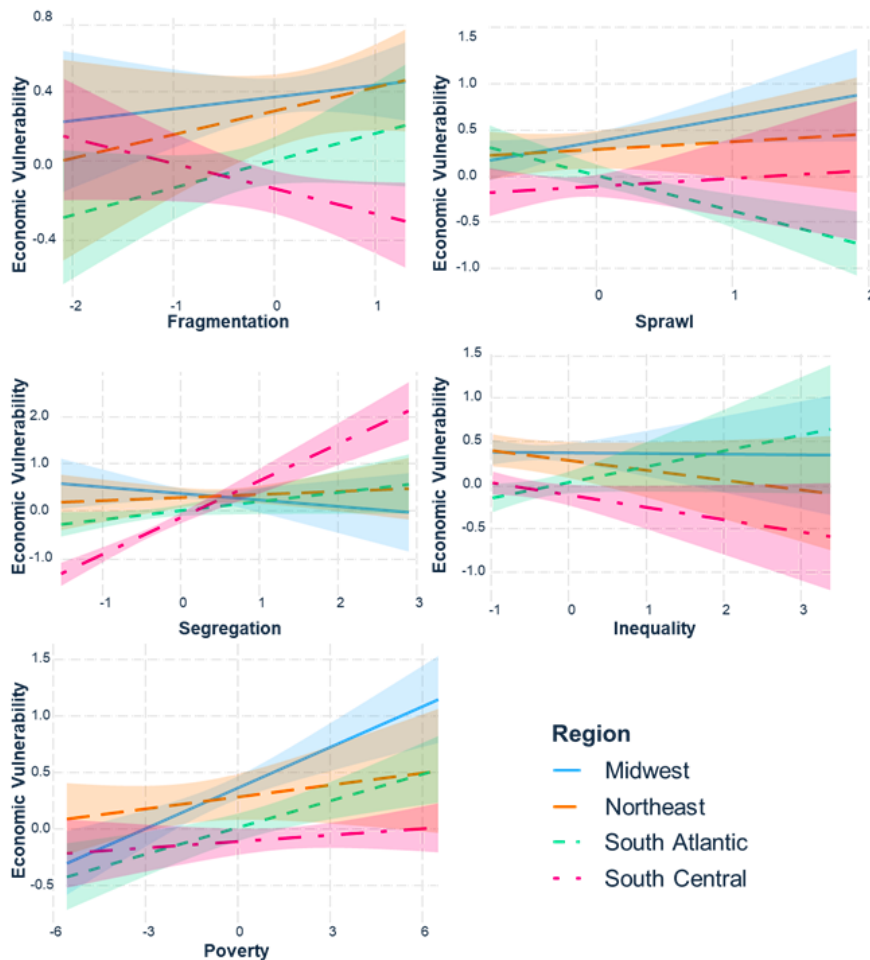 0.8
0.4
0.0
-0.4
Economic Vulnerability
-2 -1 0 1
Fragmentation
1.5
1.0
0.5
0.0
-0.5
-1.0
Economic Vulnerability
0 1 2
Sprawl
2.0
1.0
0.0
-1.0
Economic Vulnerability
-1 0 1 2 3
Segregation
1.5
1.0
0.5
0.0
-0.5
-1.0
Economic Vulnerability
-1 0 1 2 3
Inequality
1.5
1.0
0.5
0.0
-0.5
Economic Vulnerability
-6 -3 0 3 6
Poverty
Region
Midwest
Northeast
South Atlantic
South Central